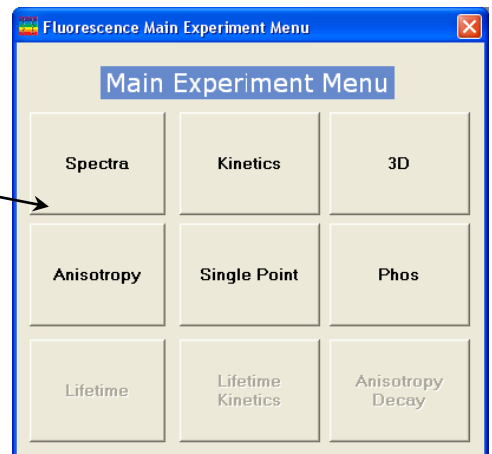 Fluorescence Main Experiment Menu
Main Experiment Menu
Spectra
Kinetics
3D
Anisotropy
Single Point
Phos
Lifetime
Lifetime
Kinetics
Anisotropy
Decay